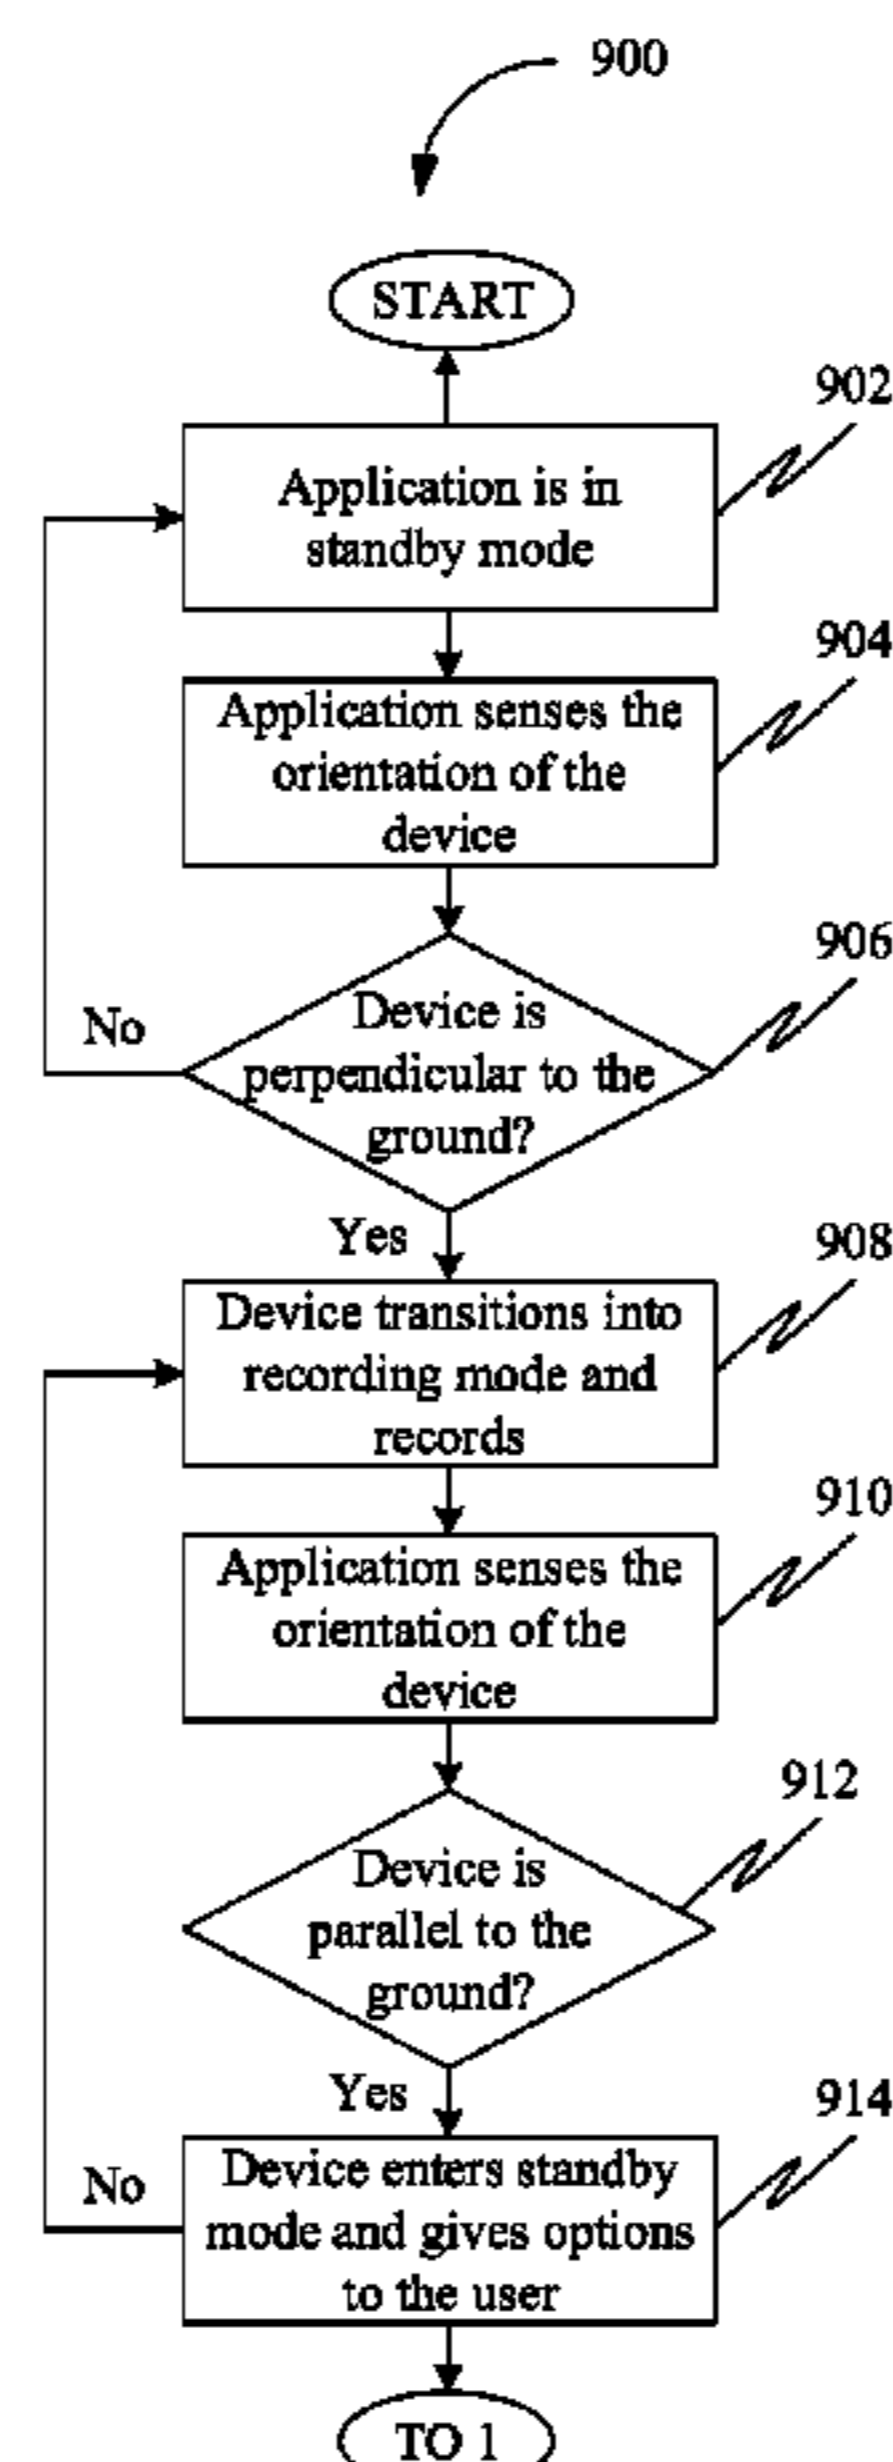 900
START
902
Application is in
standby mode
904
Application senses the
orientation of the
device
906
Device is
perpendicular to the
ground?
No
Yes
908
Device transitions into
recording mode and
records
910
Application senses the
orientation of the
device
912
Device is
parallel to the
ground?
Yes
914
No
Device enters standby
mode and gives options
to the user
TO 1